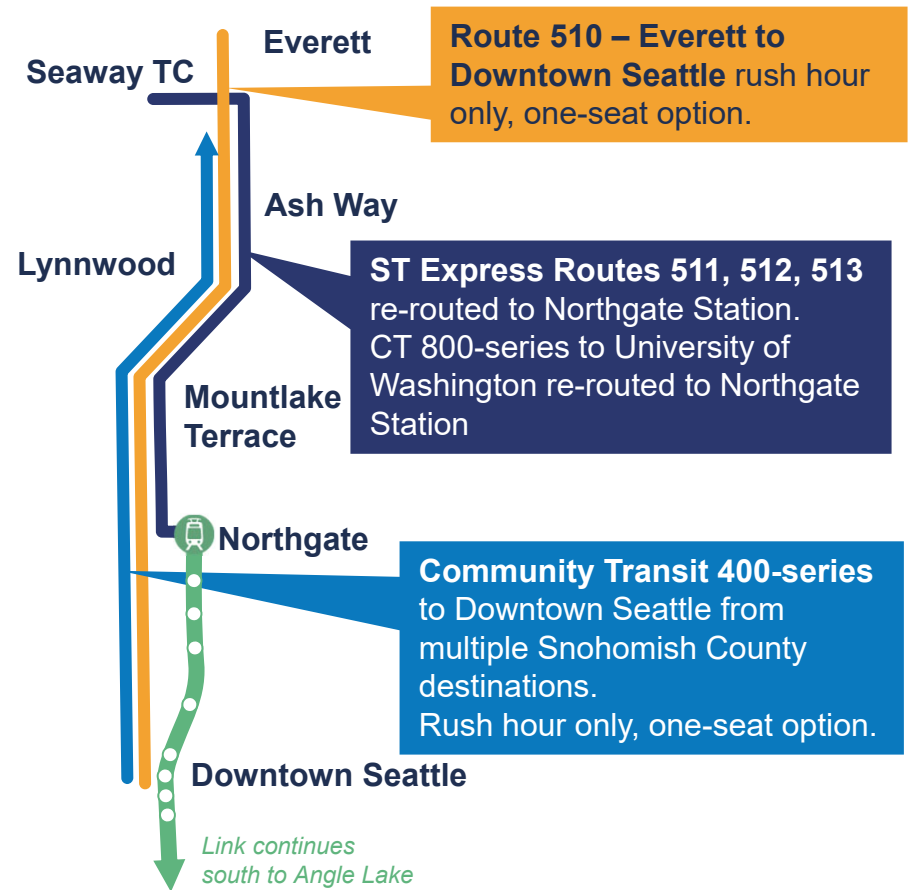 Everett
Seaway TC
Route 510 – Everett to
Downtown Seattle rush hour
only, one-seat option.
Ash Way
Lynnwood
ST Express Routes 511, 512, 513
re-routed to Northgate Station.
CT 800-series to University of
Washington re-routed to Northgate
Station
Mountlake
Terrace
Northgate
Community Transit 400-series
to Downtown Seattle from
multiple Snohomish County
destinations.
Rush hour only, one-seat option.
Downtown Seattle
Link continues
south to Angle Lake